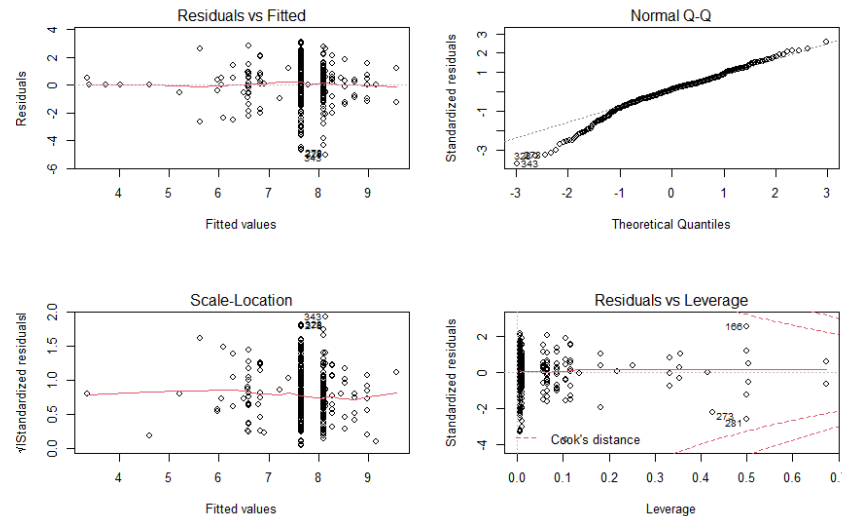 Residuals vs Fitted
Residuals
4
2
0
-2
-4
-6
343
4 5 6 7 8 9
Fitted values
Normal Q-Q
Standardized residuals
3
1
-1
-3
343
-3 -2 -1 0 1 2 3
Theoretical Quantiles
Scale-Location
√|Standardized residuals|
2.0
1.5
1.0
0.5
0.0
343
4 5 6 7 8 9
Fitted values
Residuals vs Leverage
Standardized residuals
2
0
-2
-4
166
273
281
Cook's distance
0.0 0.1 0.2 0.3 0.4 0.5 0.6 0.7
Leverage